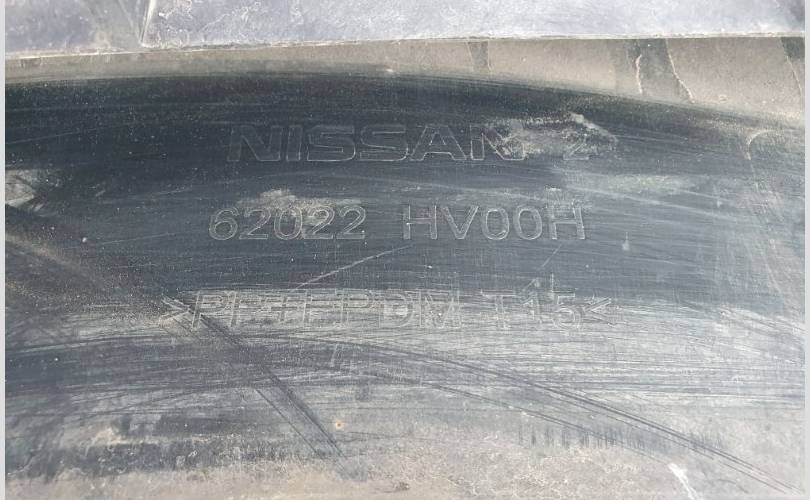 NISSAN
62022 HV00H
>PP+EPDM T15<